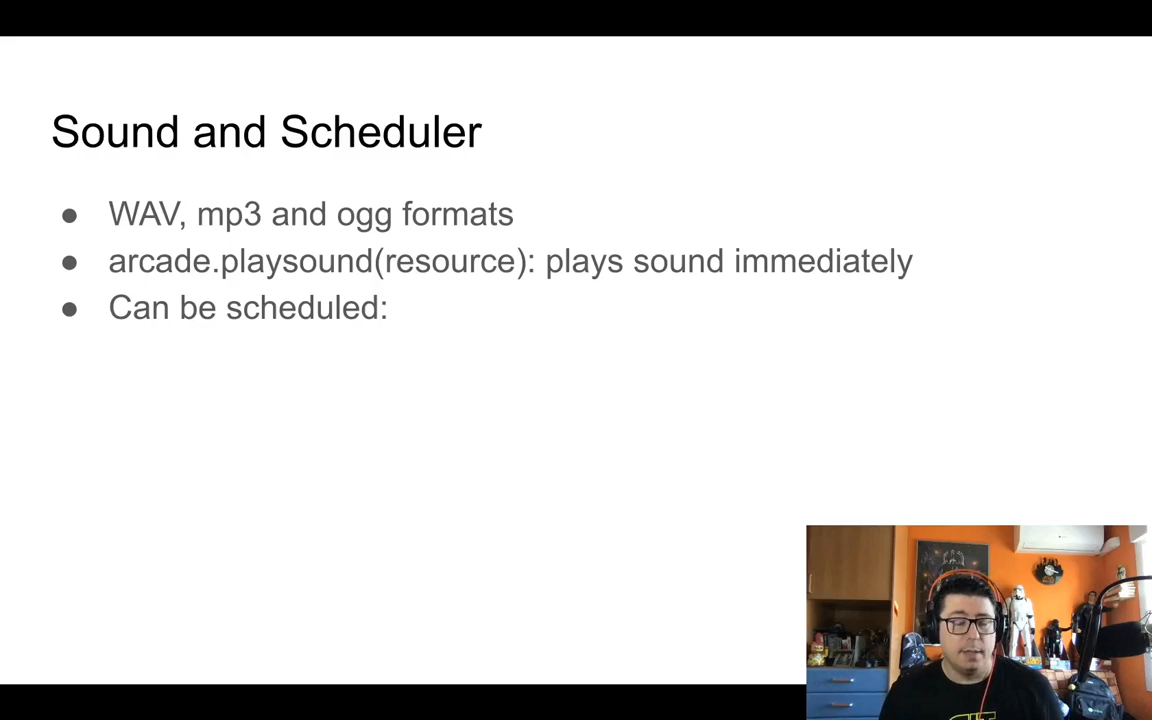 Sound and Scheduler
● WAV, mp3 and ogg formats
● arcade.playsound(resource): plays sound immediately
● Can be scheduled: